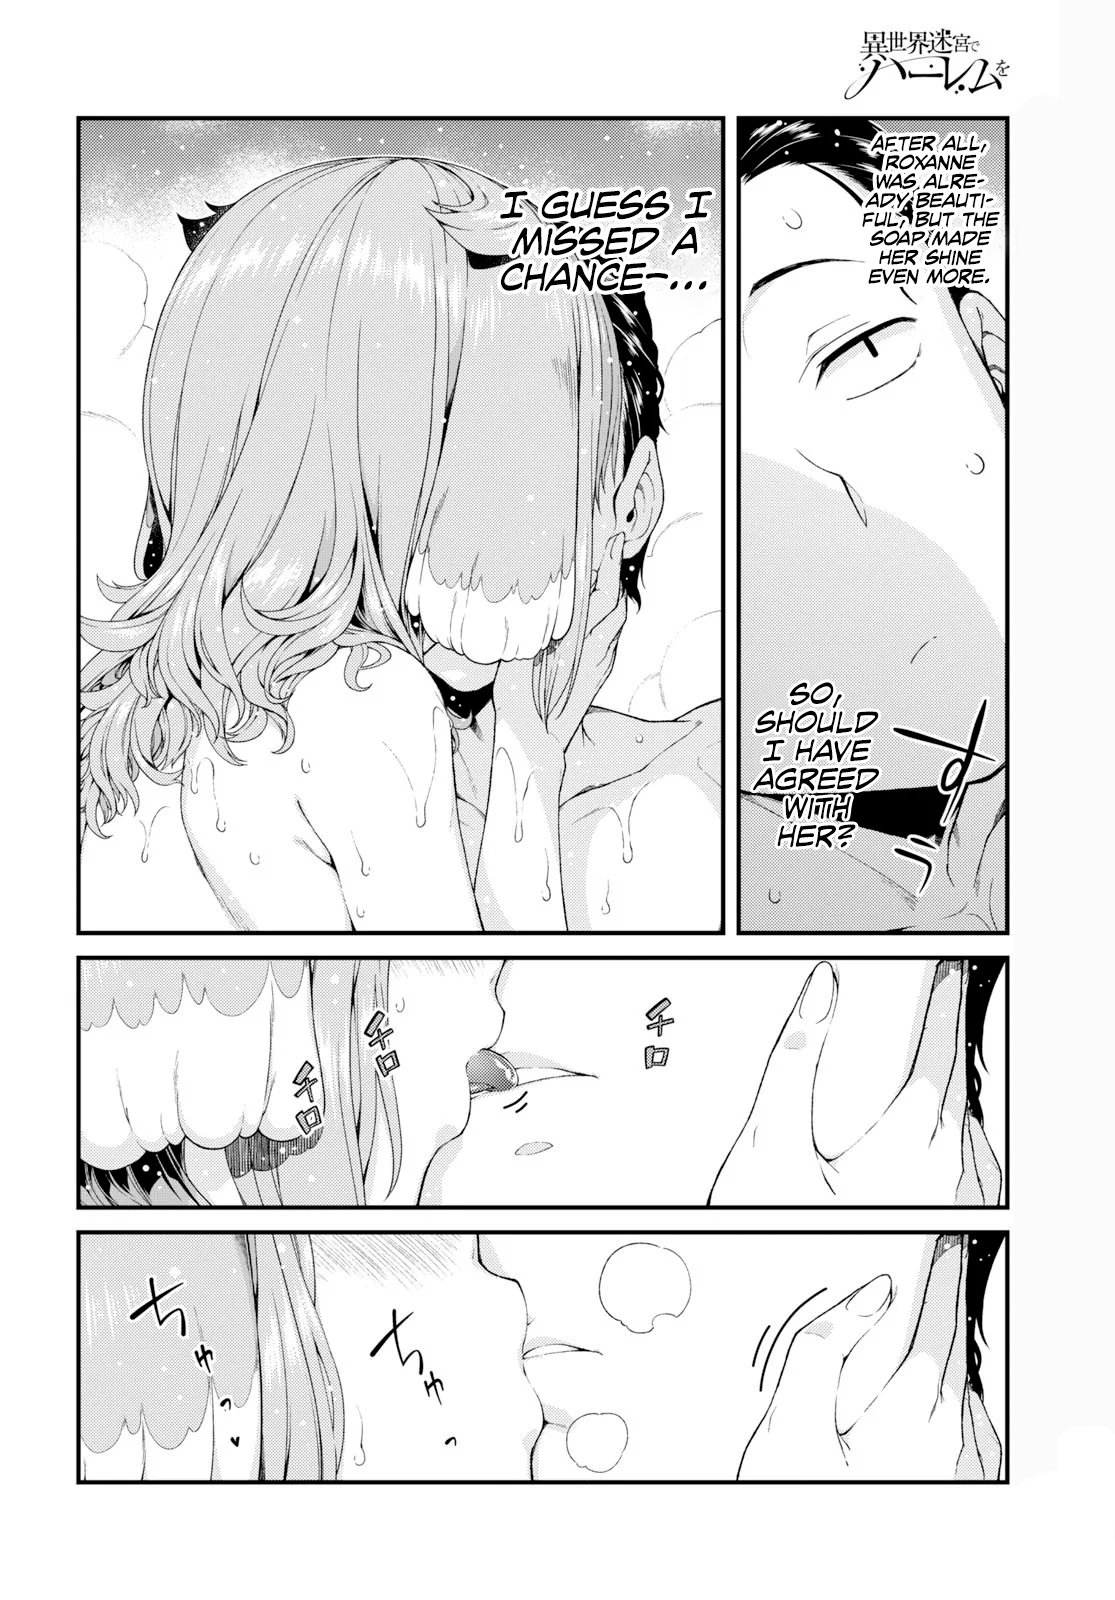 異世界迷宮で
ハーレムを
AFTER ALL,
ROXANNE
WAS ALRE-
ADY BEAUTI-
FUL, BUT THE
SOAP MADE
HER SHINE
EVEN MORE.
SO,
SHOULD
I HAVE
AGREED
WITH
HER?
I GUESS I
MISSED A
CHANCE-...
チロ
チロ
チロ
ちゅ
ちゅっ